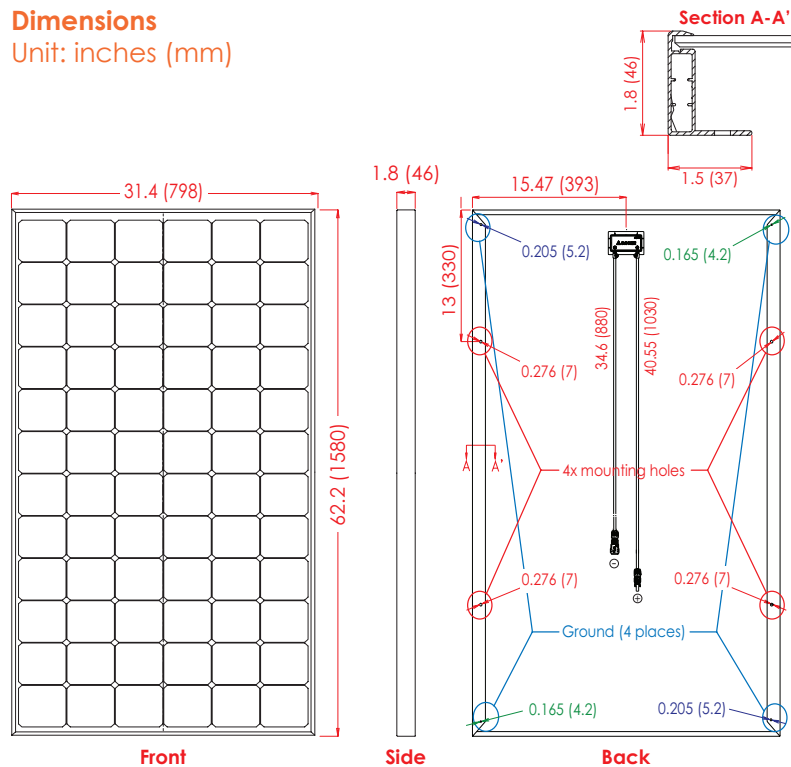 Dimensions
Unit: inches (mm)
Section A-A'
1.8 (46)
1.5 (37)
31.4 (798)
62.2 (1580)
Front
1.8 (46)
Side
15.47 (393)
13 (330)
0.205 (5.2)
0.165 (4.2)
34.6 (880)
40.55 (1030)
0.276 (7)
0.276 (7)
A
A'
4x mounting holes
0.276 (7)
0.276 (7)
-
+
Ground (4 places)
0.165 (4.2)
0.205 (5.2)
Back